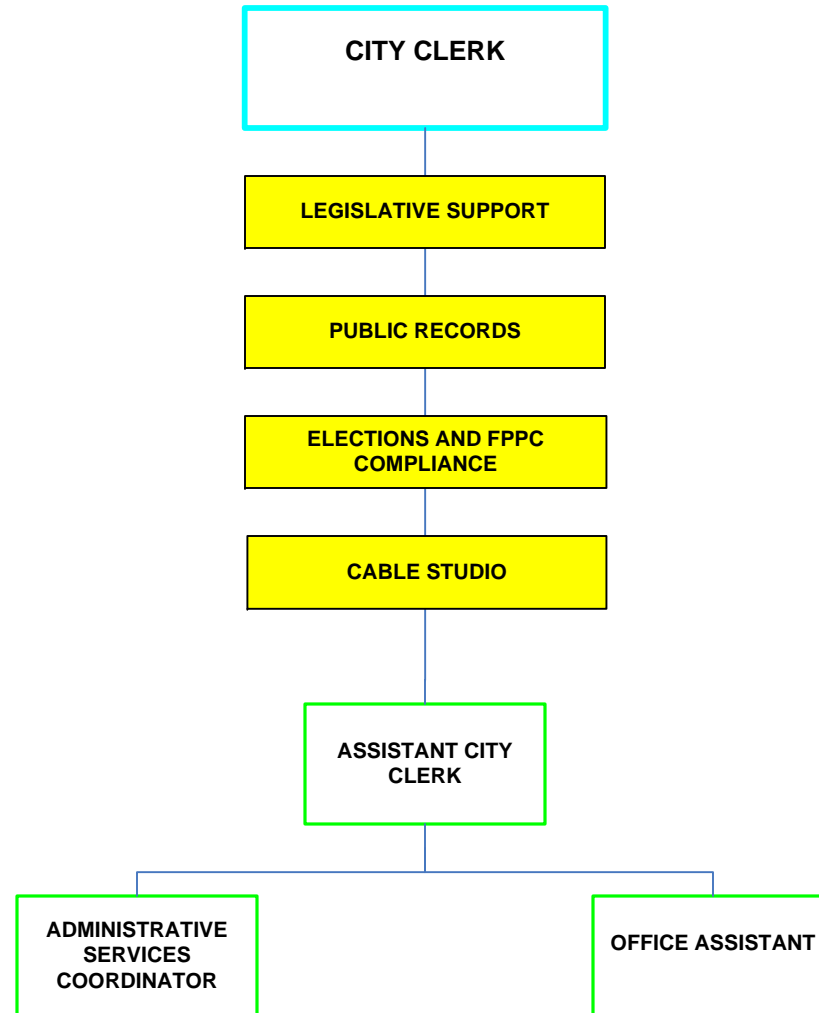 CITY CLERK
LEGISLATIVE SUPPORT
PUBLIC RECORDS
ELECTIONS AND FPPC
COMPLIANCE
CABLE STUDIO
ASSISTANT CITY
CLERK
ADMINISTRATIVE
SERVICES
COORDINATOR
OFFICE ASSISTANT